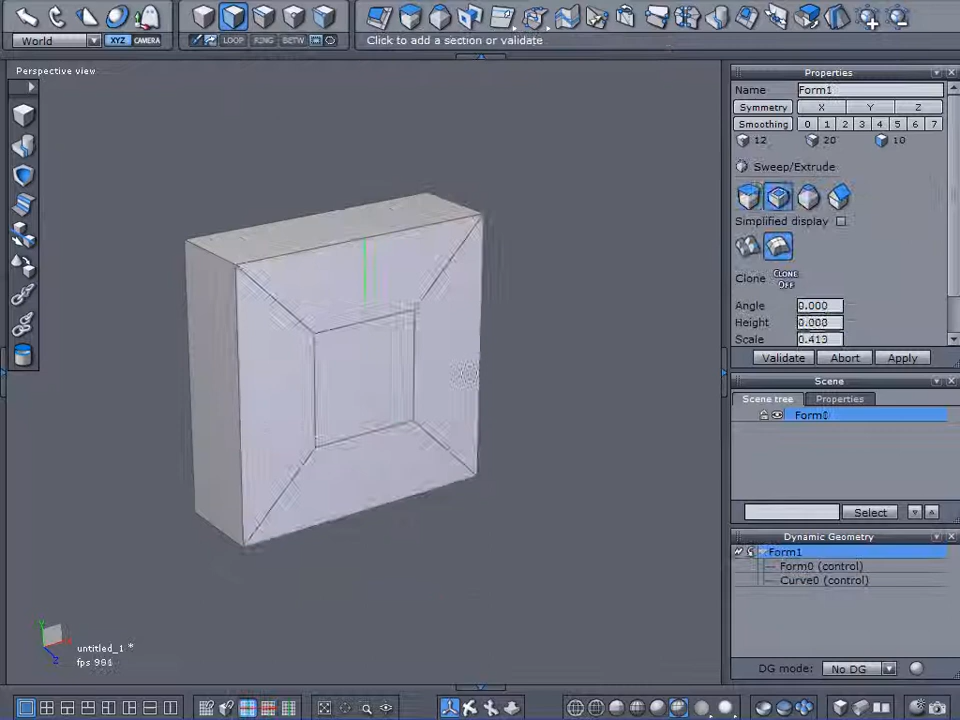 World
XYZ CAMERA
LOOP RING BETW
Click to add a section or validate
Perspective view
Properties
Name Form1
Symmetry X Y Z
Smoothing 0 1 2 3 4 5 6 7
12 20 10
Sweep/Extrude
Simplified display
Clone CLONE OFF
Angle 0.000
Height 0.000
Scale 0.413
Validate Abort Apply
Scene
Scene tree Properties
Select
Dynamic Geometry
Form1
Form0 (control)
Curve0 (control)
Y
untitled_1 *
fps 984
DG mode: No DG